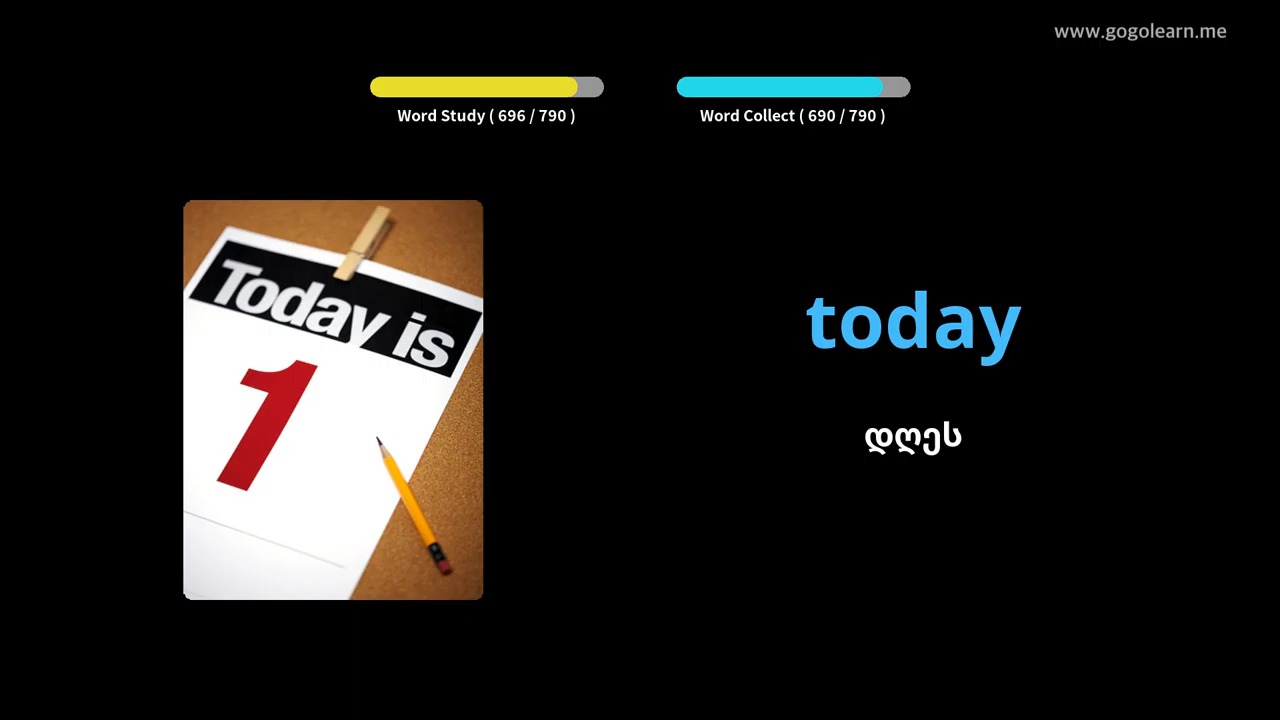 www.gogolearn.me
Word Study ( 696 / 790 )
Word Collect ( 690 / 790 )
Today is
1
today
დღეს